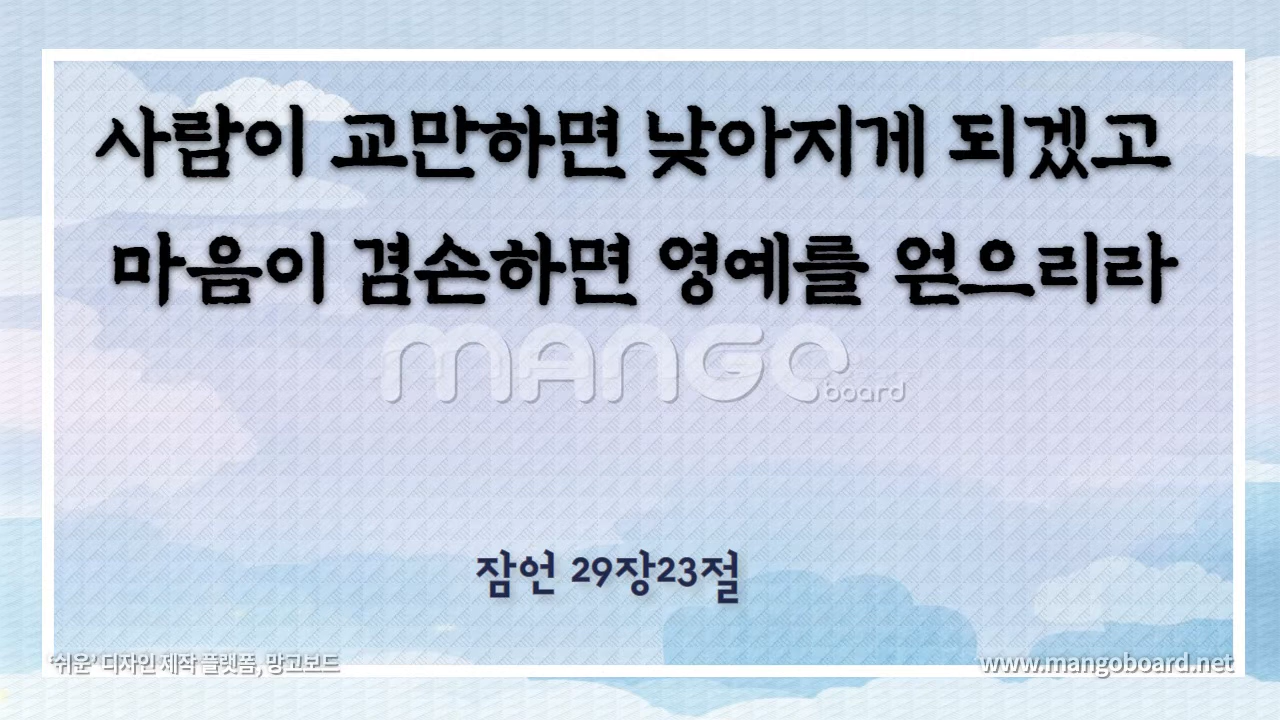 사람이 교만하면 낮아지게 되겠고
마음이 겸손하면 영예를 얻으리라
MANGO board
잠언 29장23절
'쉬운' 디자인 제작 플랫폼, 망고보드
www.mangoboard.net